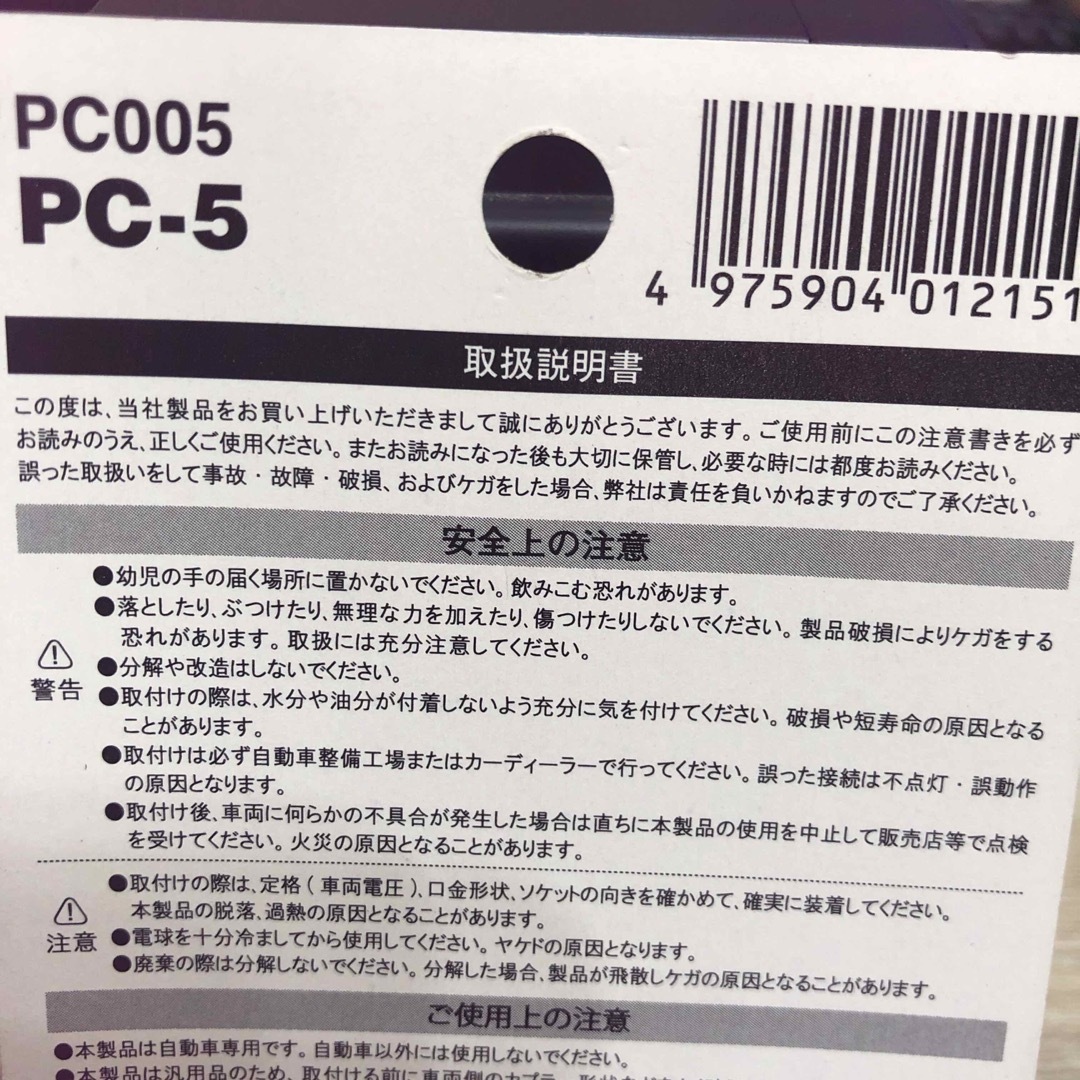 PC005
PC-5
4 975904 012151
取扱説明書
この度は、当社製品をお買い上げいただきまして誠にありがとうございます。ご使用前にこの注意書きを必ず
お読みのうえ、正しくご使用ください。またお読みになった後も大切に保管し、必要な時には都度お読みください。
誤った取扱いをして事故・故障・破損、およびケガをした場合、弊社は責任を負いかねますのでご了承ください。
安全上の注意
警告
●幼児の手の届く場所に置かないでください。飲みこむ恐れがあります。
●落としたり、ぶつけたり、無理な力を加えたり、傷つけたりしないでください。製品破損によりケガをする
恐れがあります。取扱には充分注意してください。
●分解や改造はしないでください。
●取付けの際は、水分や油分が付着しないよう充分に気を付けてください。破損や短寿命の原因となる
ことがあります。
●取付けは必ず自動車整備工場またはカーディーラーで行ってください。誤った接続は不点灯・誤動作
の原因となります。
●取付け後、車両に何らかの不具合が発生した場合は直ちに本製品の使用を中止して販売店等で点検
を受けてください。火災の原因となることがあります。
注意
●取付けの際は、定格(車両電圧)、口金形状、ソケットの向きを確かめて、確実に装着してください。
本製品の脱落、過熱の原因となることがあります。
●電球を十分冷ましてから使用してください。ヤケドの原因となります。
●廃棄の際は分解しないでください。分解した場合、製品が飛散しケガの原因となることがあります。
ご使用上の注意
●本製品は自動車専用です。自動車以外には使用しないでください。
●本製品は汎用品のため、取付ける前に車両側のカプラー形状など